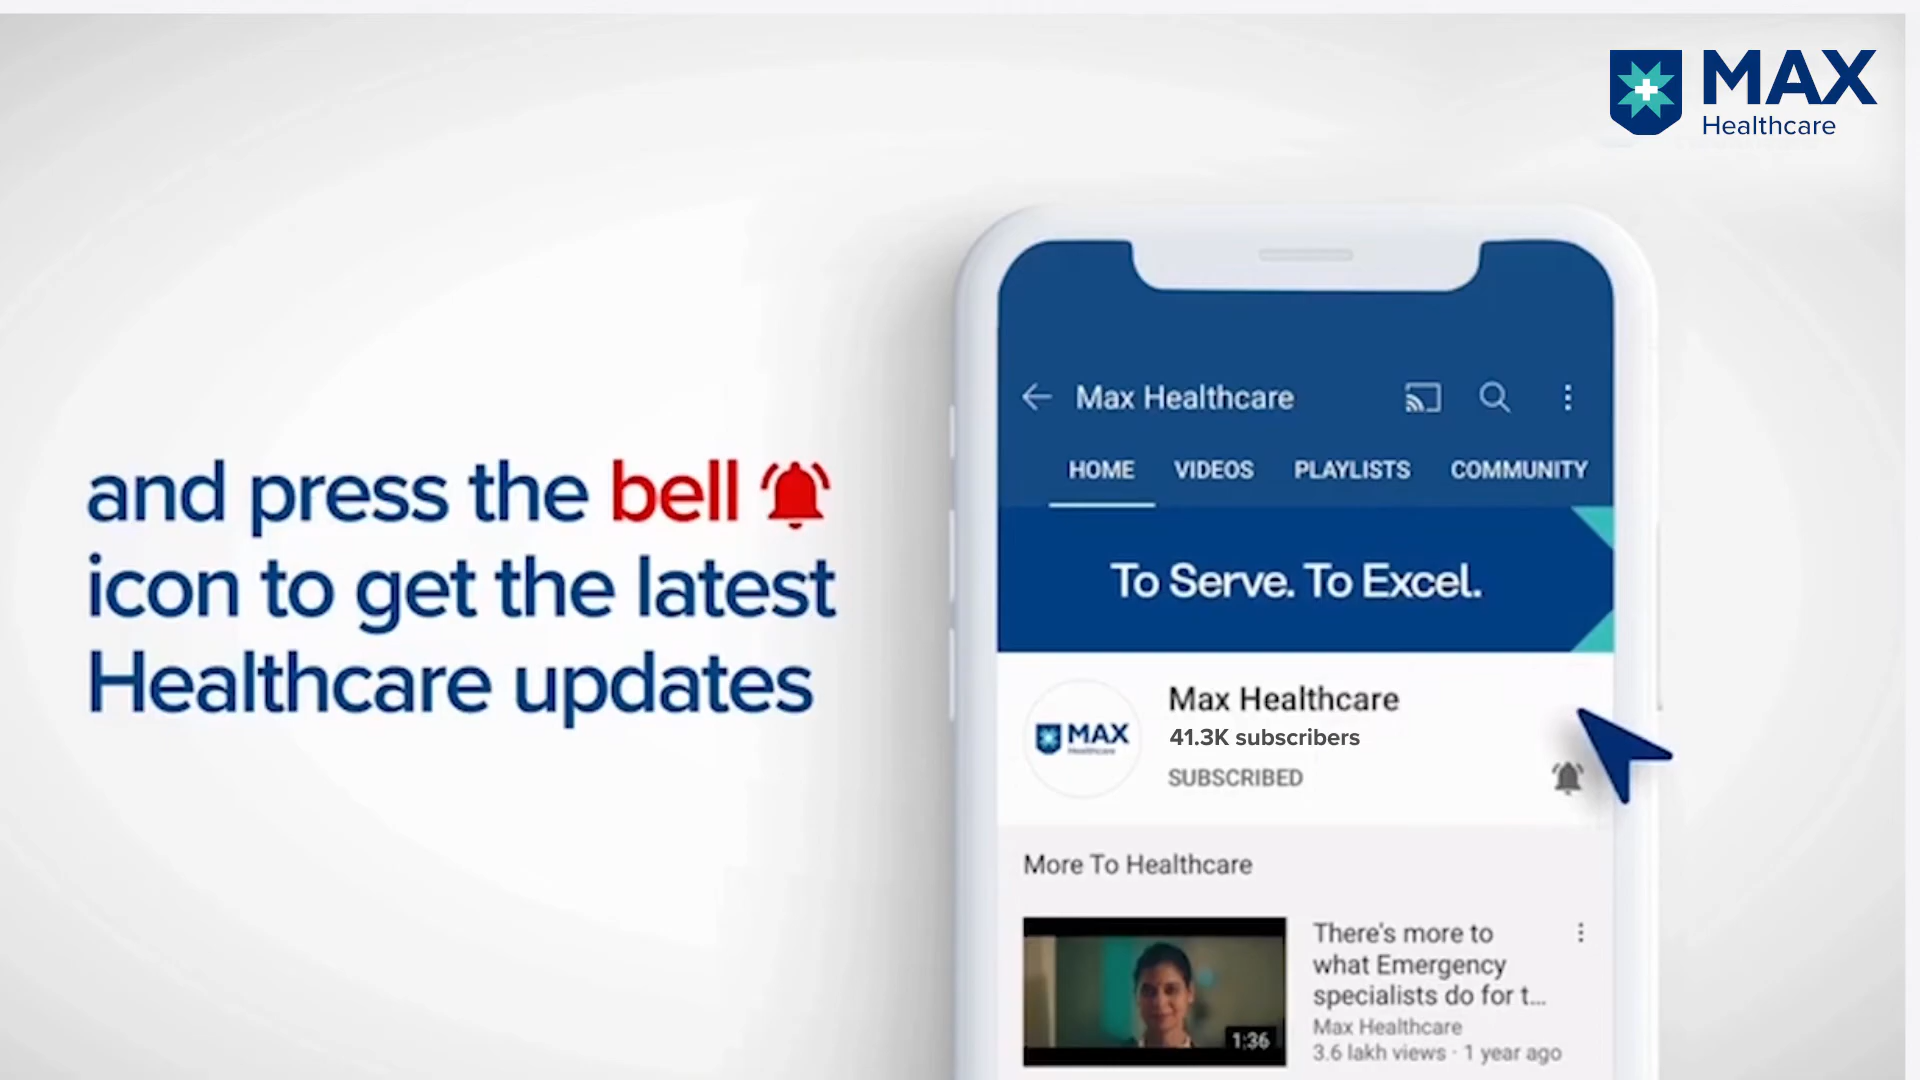 MAX
Healthcare
and press the bell
icon to get the latest
Healthcare updates
Max Healthcare
HOME VIDEOS PLAYLISTS COMMUNITY
To Serve. To Excel.
MAX
Healthcare
Max Healthcare
41.3K subscribers
SUBSCRIBED
More To Healthcare
1:36
There's more to
what Emergency
specialists do for t...
Max Healthcare
3.6 lakh views · 1 year ago